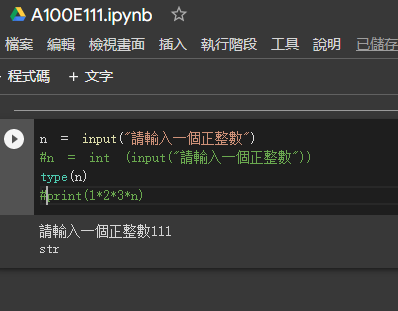 A100E111.ipynb
檔案 編輯 檢視畫面 插入 執行階段 工具 說明 已儲存
程式碼 + 文字
n = input("請輸入一個正整數")
#n = int (input("請輸入一個正整數"))
type(n)
#print(1*2*3*n)
請輸入一個正整數111
str